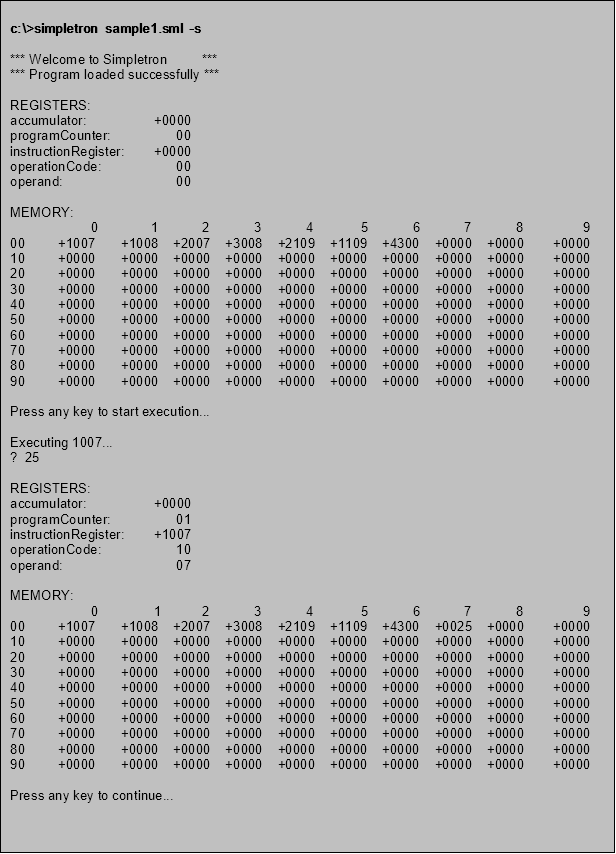 c:\>simpletron sample1.sml -s
*** Welcome to Simpletron ***
*** Program loaded successfully ***
REGISTERS:
accumulator: +0000
programCounter: 00
instructionRegister: +0000
operationCode: 00
operand: 00
MEMORY:
0 1 2 3 4 5 6 7 8 9
00 +1007 +1008 +2007 +3008 +2109 +1109 +4300 +0000 +0000 +0000
10 +0000 +0000 +0000 +0000 +0000 +0000 +0000 +0000 +0000 +0000
20 +0000 +0000 +0000 +0000 +0000 +0000 +0000 +0000 +0000 +0000
30 +0000 +0000 +0000 +0000 +0000 +0000 +0000 +0000 +0000 +0000
40 +0000 +0000 +0000 +0000 +0000 +0000 +0000 +0000 +0000 +0000
50 +0000 +0000 +0000 +0000 +0000 +0000 +0000 +0000 +0000 +0000
60 +0000 +0000 +0000 +0000 +0000 +0000 +0000 +0000 +0000 +0000
70 +0000 +0000 +0000 +0000 +0000 +0000 +0000 +0000 +0000 +0000
80 +0000 +0000 +0000 +0000 +0000 +0000 +0000 +0000 +0000 +0000
90 +0000 +0000 +0000 +0000 +0000 +0000 +0000 +0000 +0000 +0000
Press any key to start execution...
Executing 1007...
? 25
REGISTERS:
accumulator: +0000
programCounter: 01
instructionRegister: +1007
operationCode: 10
operand: 07
MEMORY:
0 1 2 3 4 5 6 7 8 9
00 +1007 +1008 +2007 +3008 +2109 +1109 +4300 +0025 +0000 +0000
10 +0000 +0000 +0000 +0000 +0000 +0000 +0000 +0000 +0000 +0000
20 +0000 +0000 +0000 +0000 +0000 +0000 +0000 +0000 +0000 +0000
30 +0000 +0000 +0000 +0000 +0000 +0000 +0000 +0000 +0000 +0000
40 +0000 +0000 +0000 +0000 +0000 +0000 +0000 +0000 +0000 +0000
50 +0000 +0000 +0000 +0000 +0000 +0000 +0000 +0000 +0000 +0000
60 +0000 +0000 +0000 +0000 +0000 +0000 +0000 +0000 +0000 +0000
70 +0000 +0000 +0000 +0000 +0000 +0000 +0000 +0000 +0000 +0000
80 +0000 +0000 +0000 +0000 +0000 +0000 +0000 +0000 +0000 +0000
90 +0000 +0000 +0000 +0000 +0000 +0000 +0000 +0000 +0000 +0000
Press any key to continue...